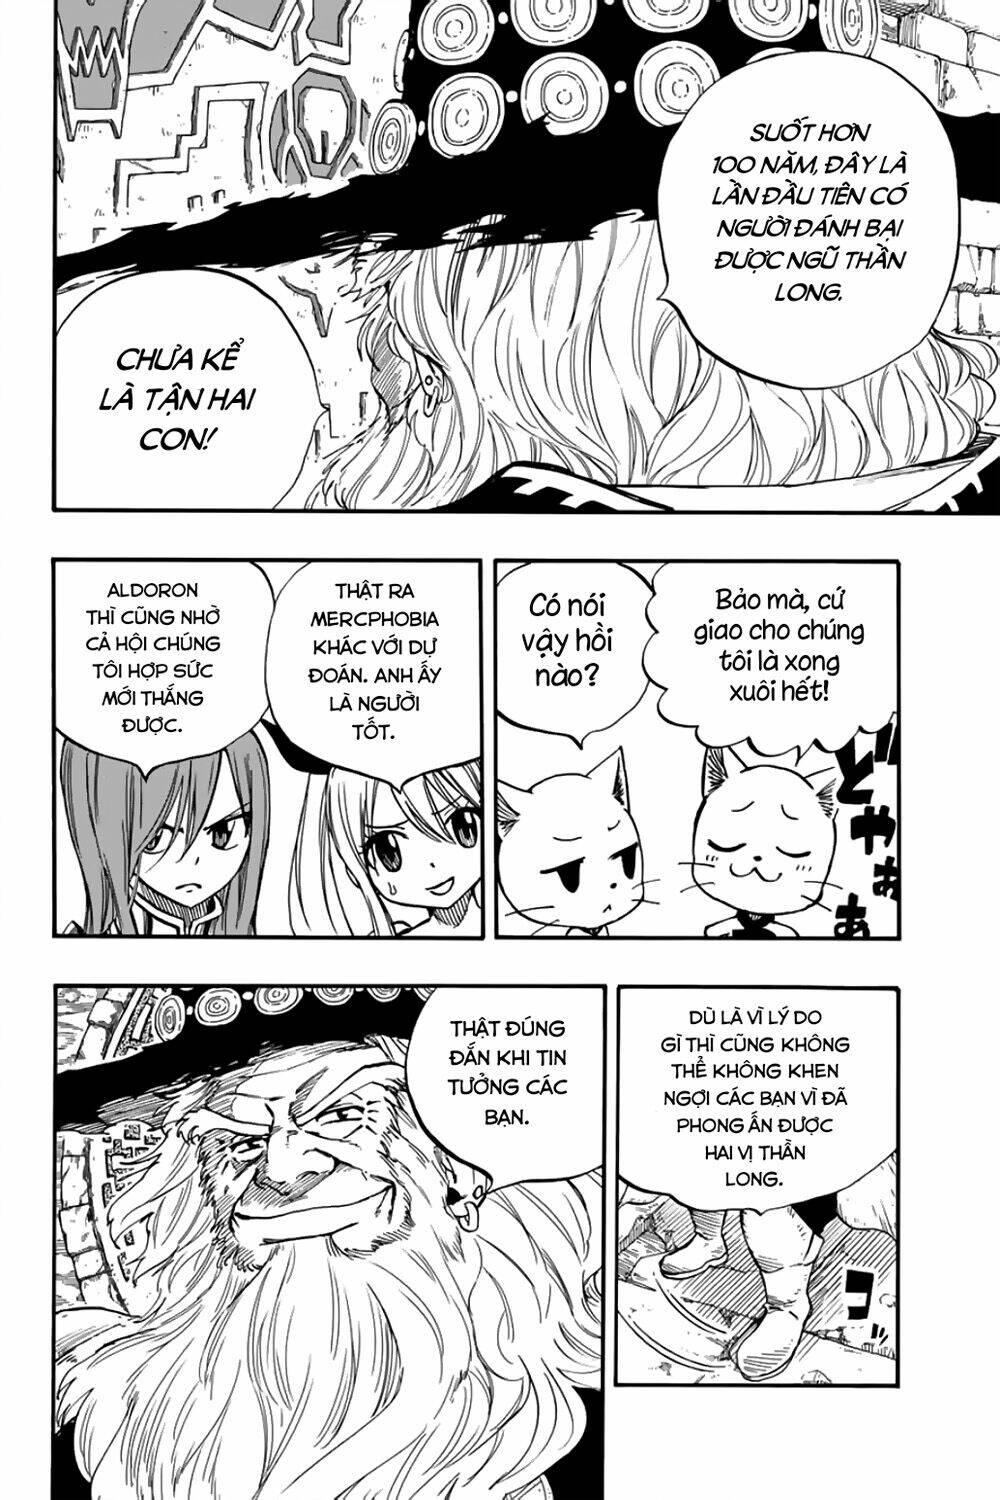 SUỐT HƠN
100 NĂM, ĐÂY LÀ
LẦN ĐẦU TIÊN CÓ
NGƯỜI ĐÁNH BẠI
ĐƯỢC NGŨ THẦN
LONG.
CHƯA KỂ
LÀ TẬN HAI
CON!
Bảo mà, cứ
giao cho chúng
tôi là xong
xuôi hết!
Có nói
vậy hồi
nào?
どやぁぁ
THẬT RA
MERCPHOBIA
KHÁC VỚI DỰ
ĐOÁN. ANH ẤY
LÀ NGƯỜI
TỐT.
ALDORON
THÌ CŨNG NHỜ
CẢ HỘI CHÚNG
TÔI HỢP SỨC
MỚI THẮNG
ĐƯỢC.
DÙ LÀ VÌ LÝ DO
GÌ THÌ CŨNG KHÔNG
THỂ KHÔNG KHEN
NGỢI CÁC BẠN VÌ ĐÃ
PHONG ẤN ĐƯỢC
HAI VỊ THẦN
LONG.
コ"
THẬT ĐÚNG
ĐẮN KHI TIN
TƯỞNG CÁC
BẠN.